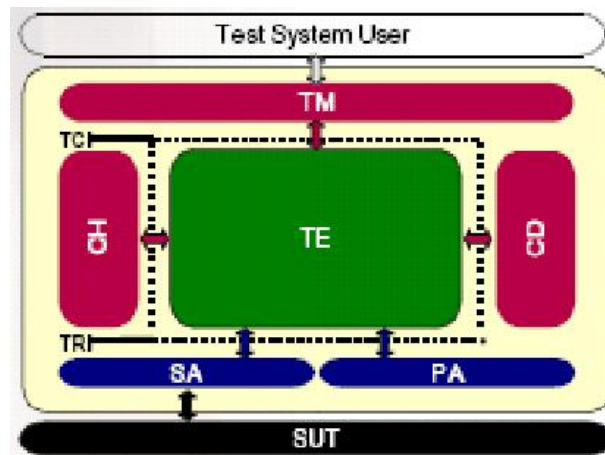 Test System User
TM
TCI
CH
TE
CD
TRI
SA
PA
SUT